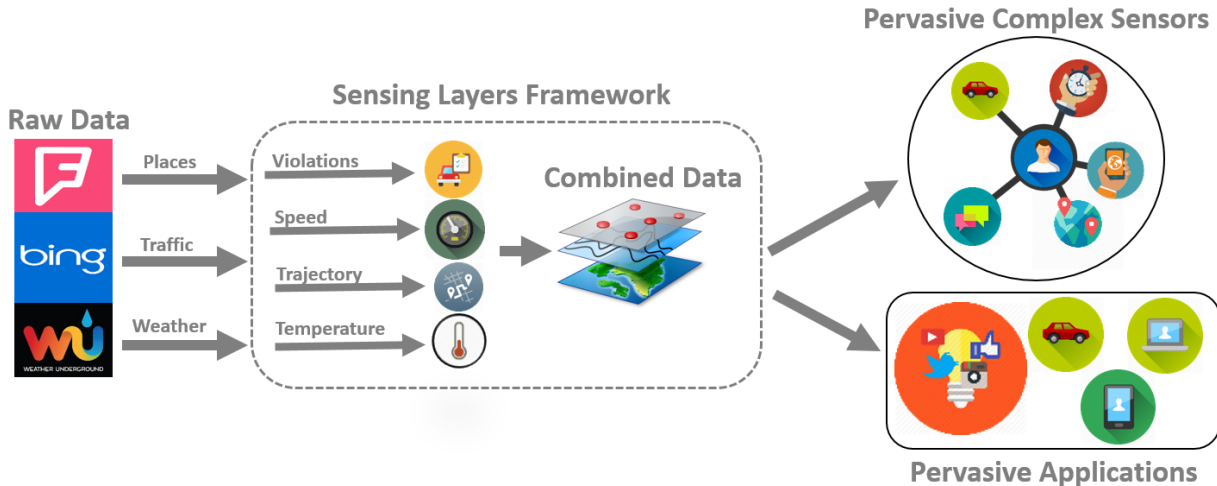 Pervasive Complex Sensors
Sensing Layers Framework
Raw Data
Places
Violations
Combined Data
Speed
bing
Traffic
Trajectory
Weather
Temperature
WU
WEATHER UNDERGROUND
Pervasive Applications